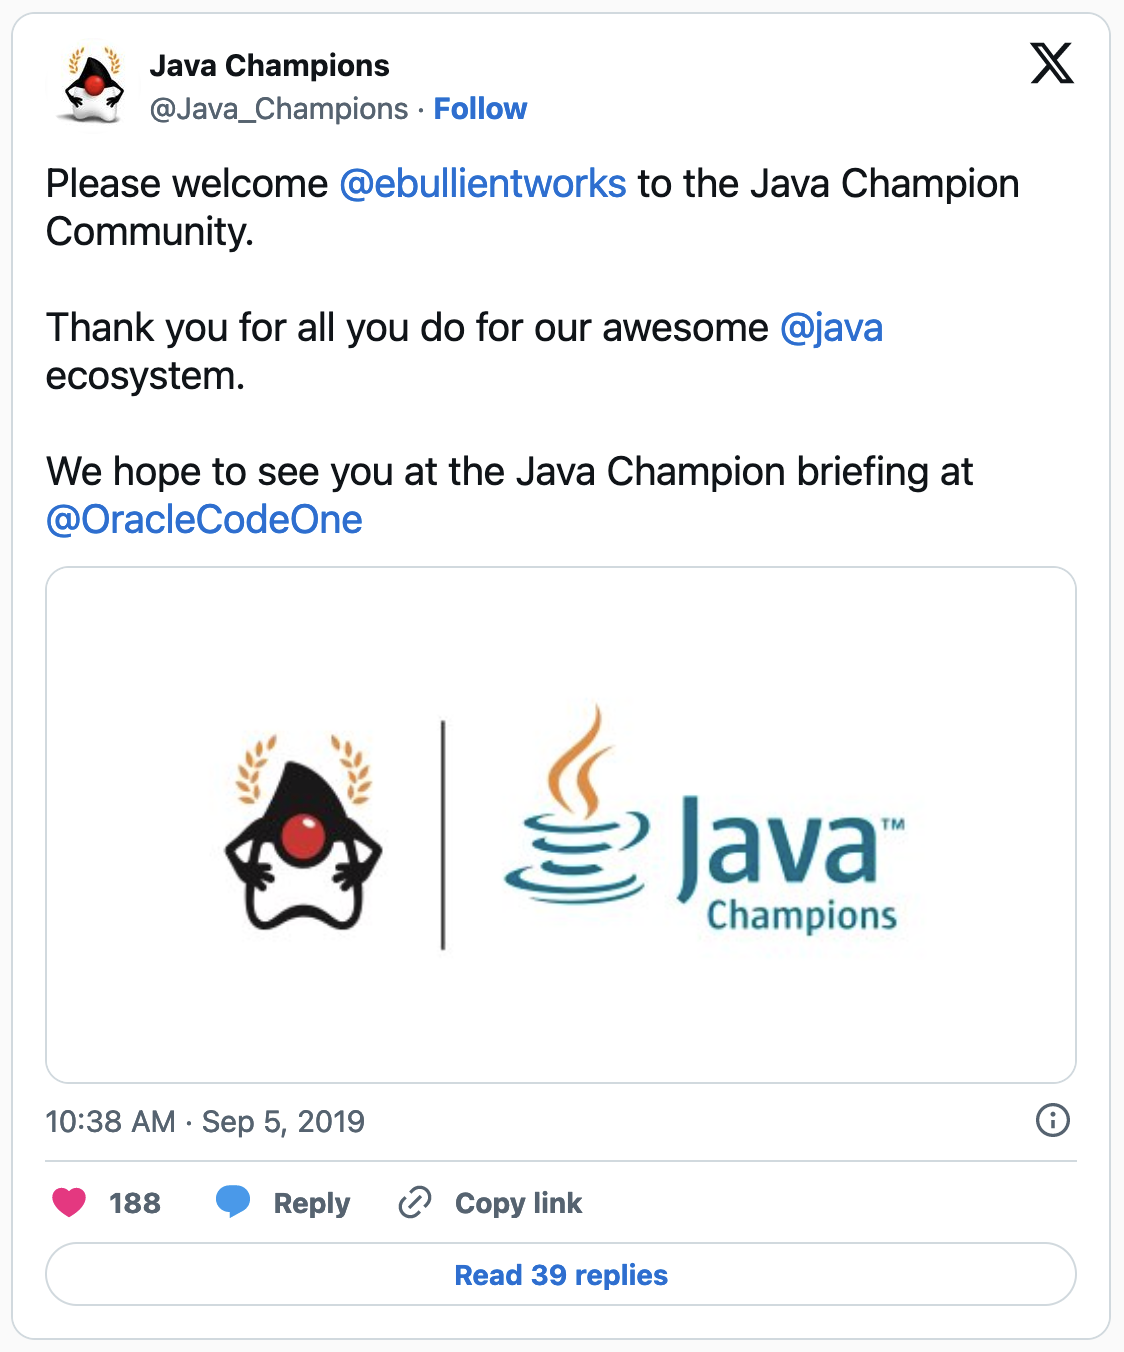 Java Champions
@Java_Champions · Follow
Please welcome @ebullientworks to the Java Champion
Community.
Thank you for all you do for our awesome @java
ecosystem.
We hope to see you at the Java Champion briefing at
@OracleCodeOne
Java™
Champions
10:38 AM · Sep 5, 2019
188 Reply Copy link
Read 39 replies